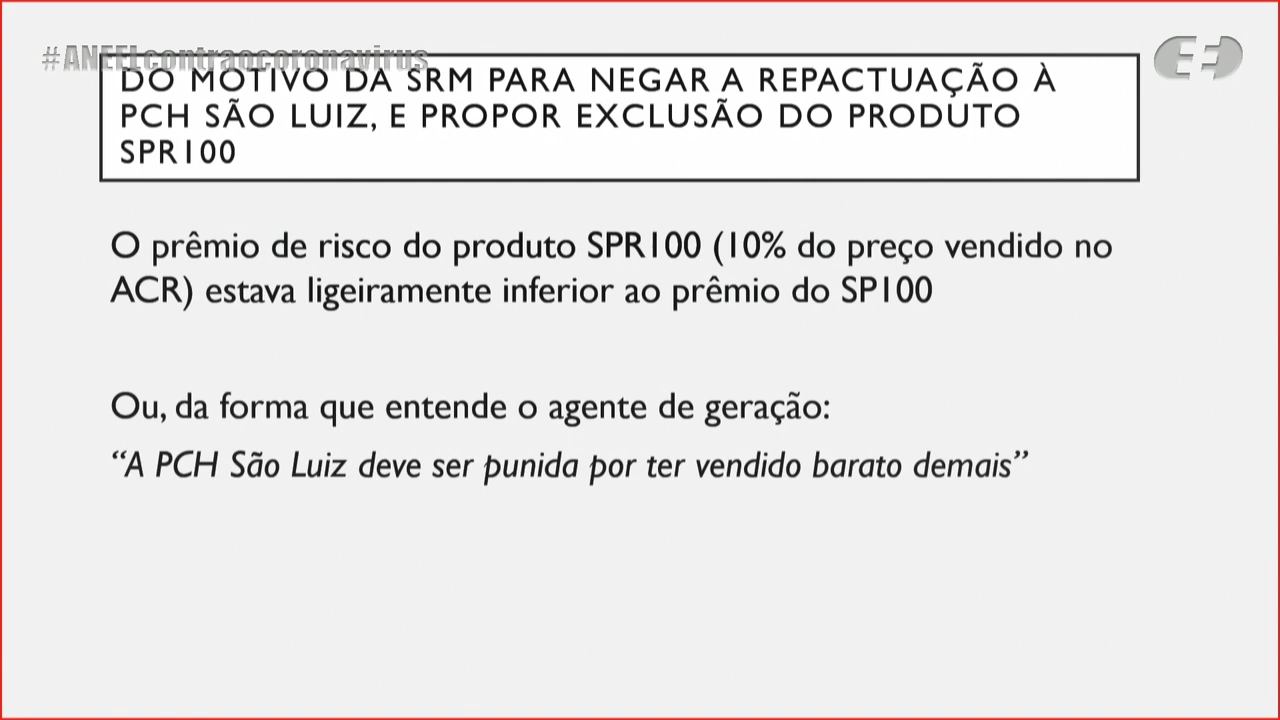 #ANEELcontraocoronavirus
DO MOTIVO DA SRM PARA NEGAR A REPACTUAÇÃO À
PCH SÃO LUIZ, E PROPOR EXCLUSÃO DO PRODUTO
SPR100
O prêmio de risco do produto SPR100 (10% do preço vendido no
ACR) estava ligeiramente inferior ao prêmio do SP100
Ou, da forma que entende o agente de geração:
“A PCH São Luiz deve ser punida por ter vendido barato demais”